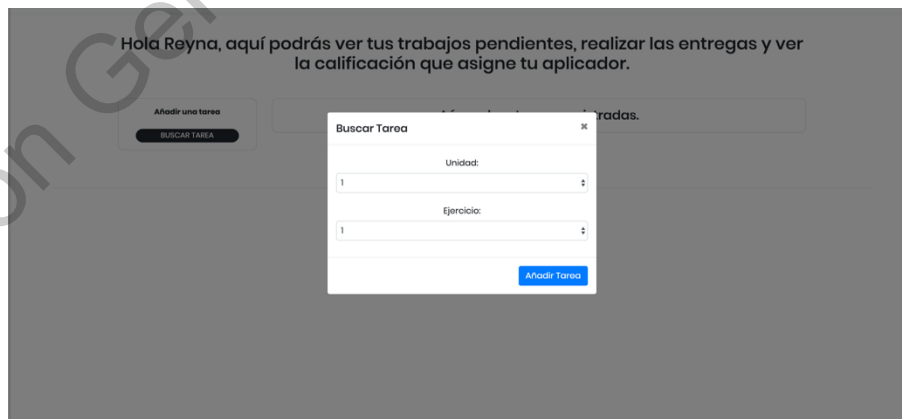 Hola Reyna, aquí podrás ver tus trabajos pendientes, realizar las entregas y ver
la calificación que asigne tu aplicador.
Añadir una tarea
BUSCAR TAREA
Buscar Tarea
×
Unidad:
1
Ejercicio:
1
Añadir Tarea